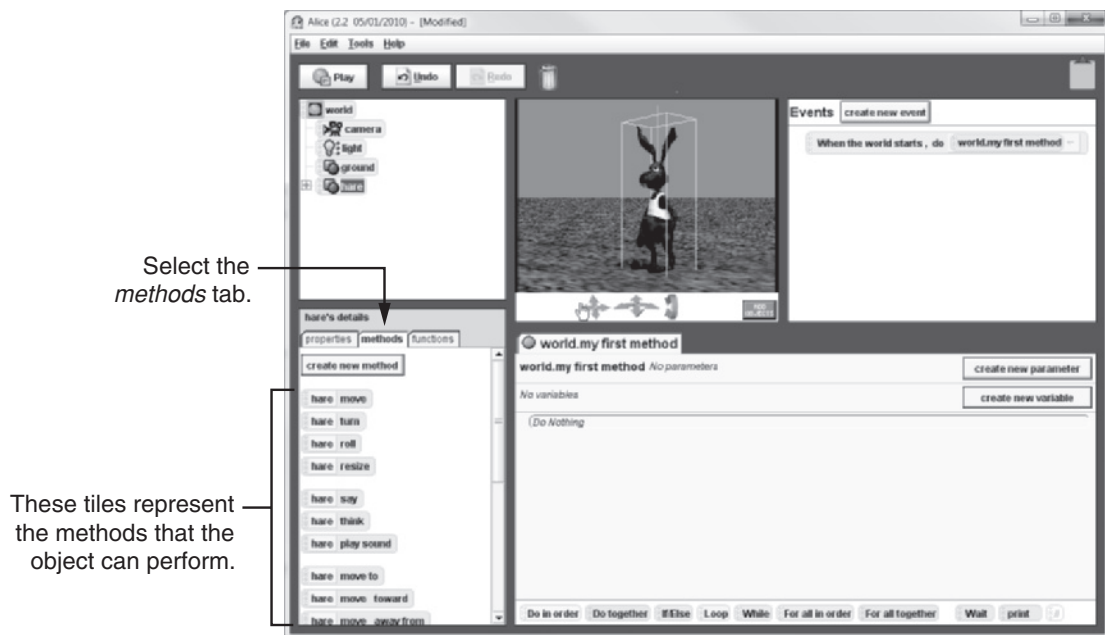 Alice (2.2 05/01/2010) - [Modified]
File Edit Tools Help
Play Undo Redo
world
camera
light
ground
hare
Events create new event
When the world starts, do world.my first method
ADD OBJECTS
Select the
methods tab.
hare's details
properties methods functions
create new method
hare move
hare turn
hare roll
hare resize
hare say
hare think
hare play sound
hare move to
hare move toward
hare move away from
These tiles represent
the methods that the
object can perform.
world.my first method
world.my first method No parameters
create new parameter
No variables
create new variable
(Do Nothing
Do in order Do together If/Else Loop While For all in order For all together Wait print //